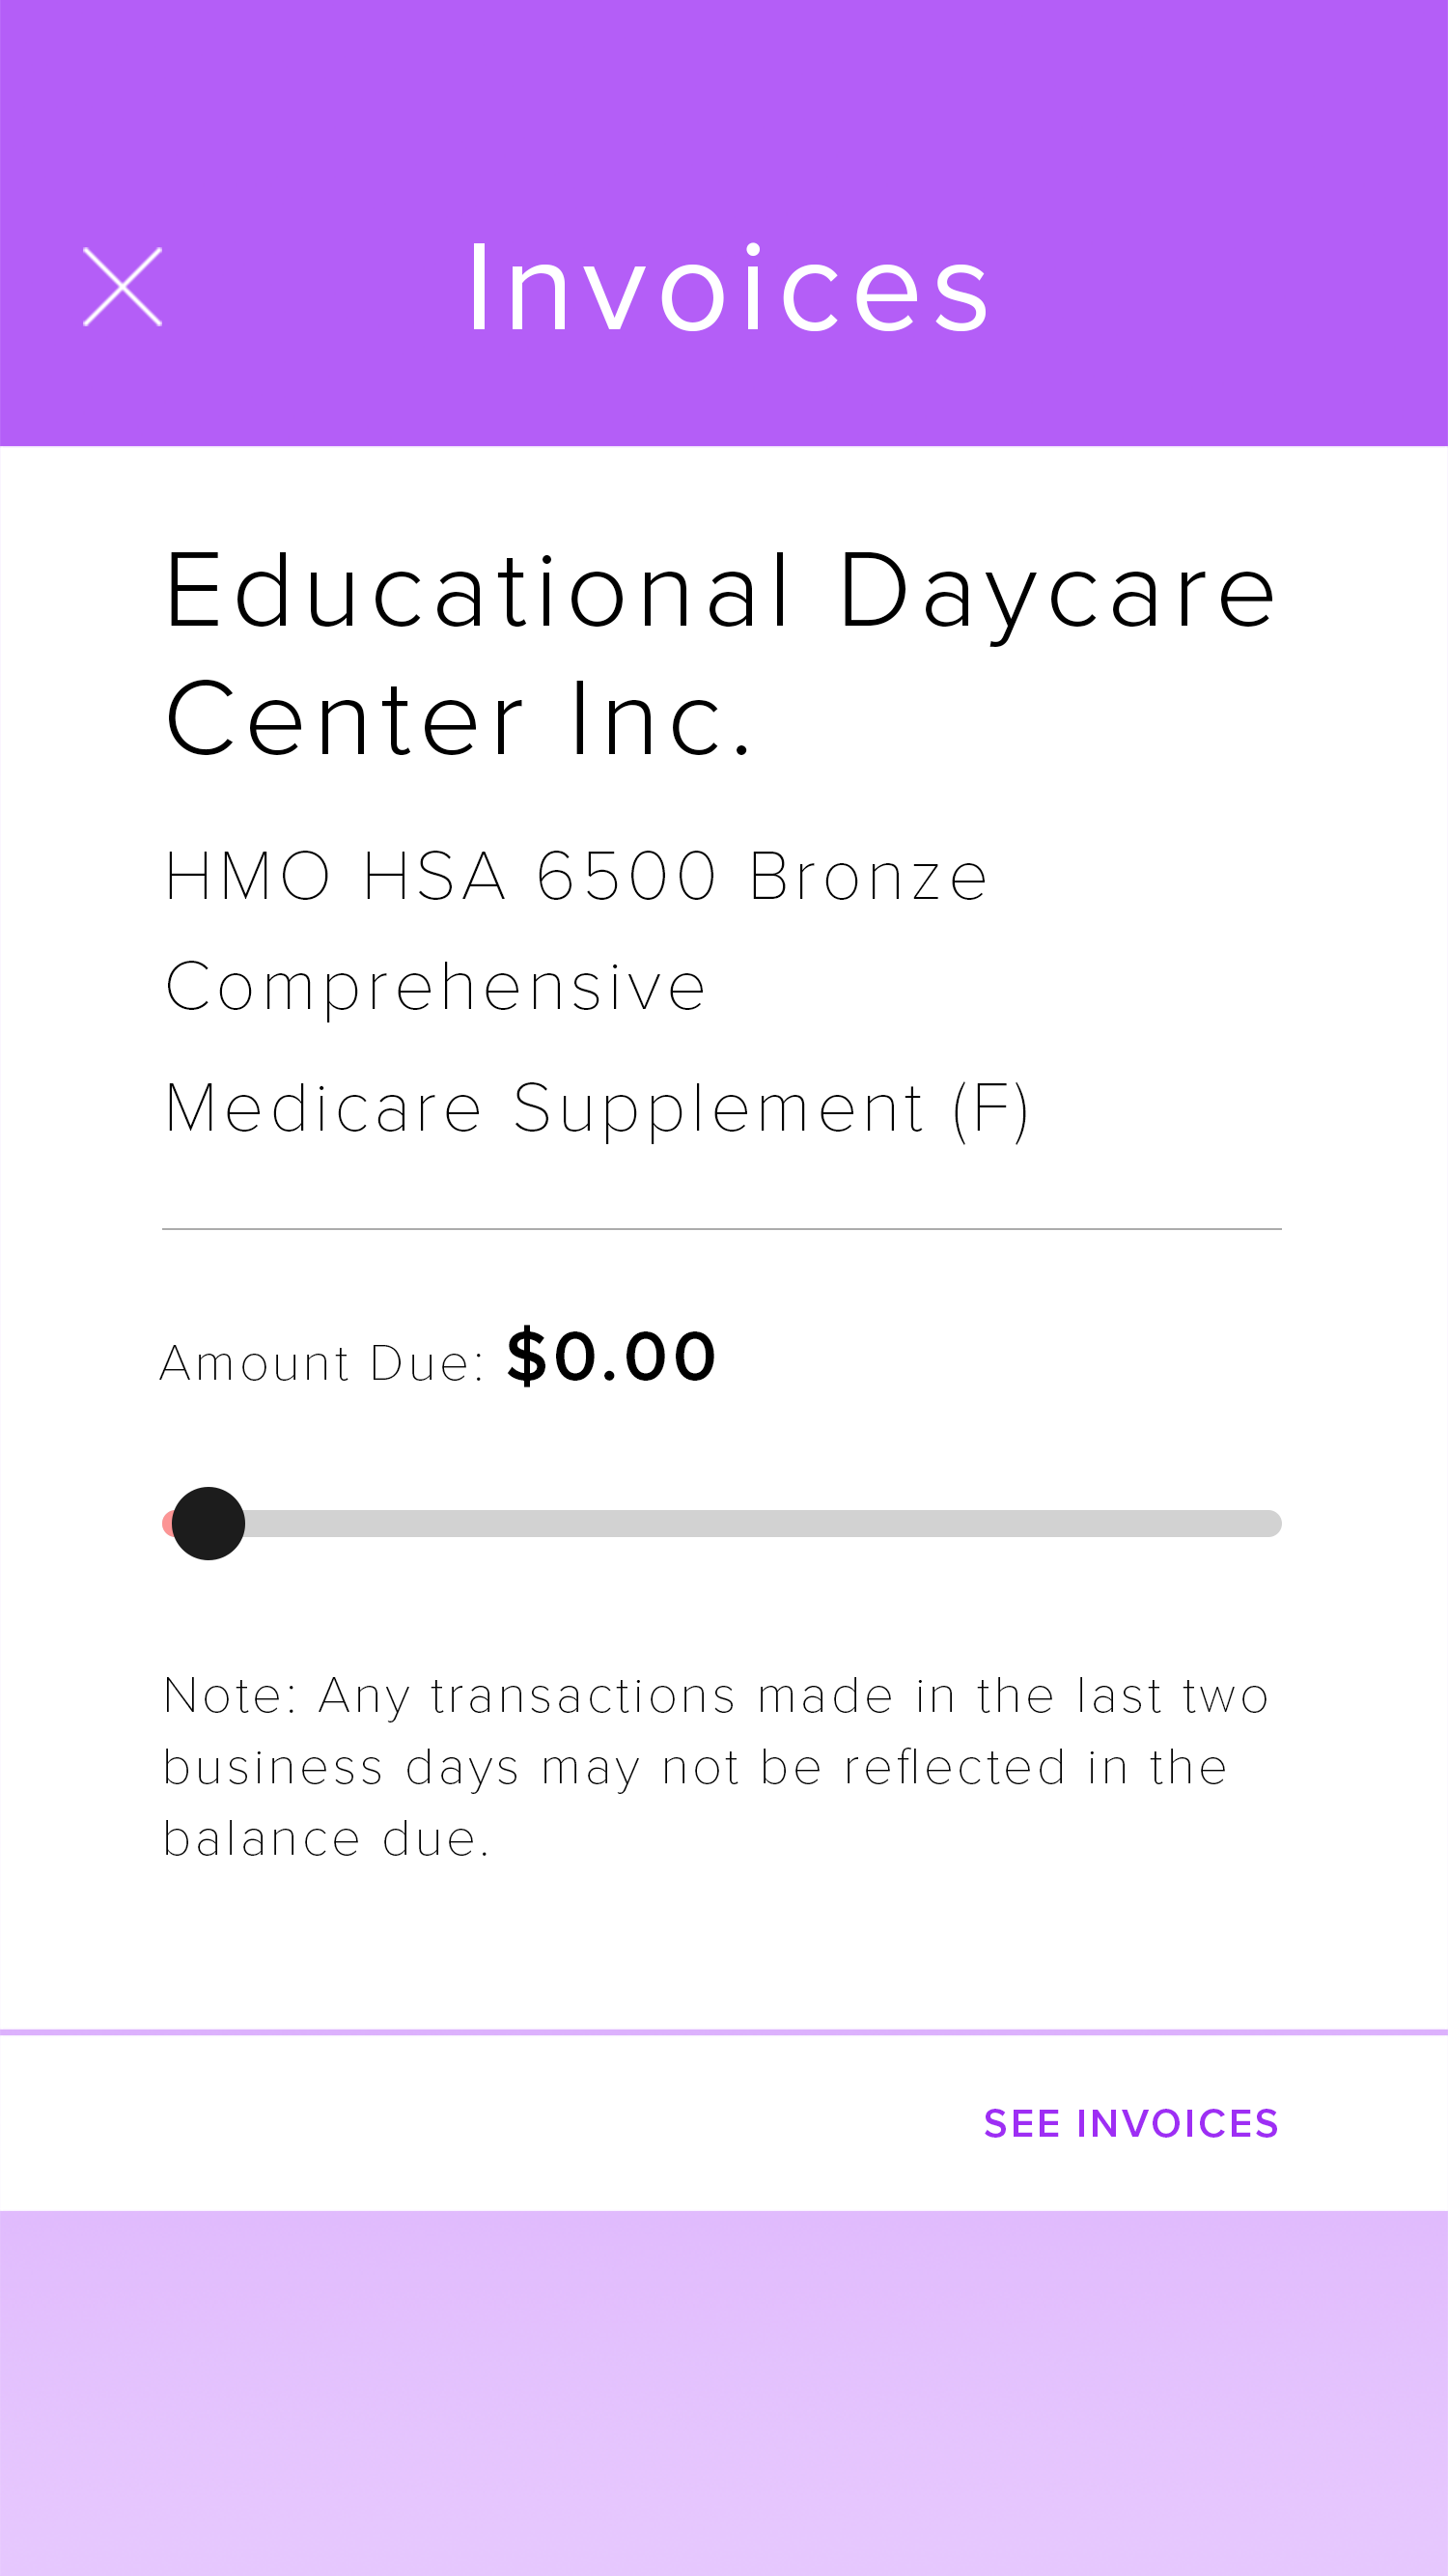 Invoices
Educational Daycare
Center Inc.
HMO HSA 6500 Bronze
Comprehensive
Medicare Supplement (F)
Amount Due: $0.00
Note: Any transactions made in the last two
business days may not be reflected in the
balance due.
SEE INVOICES